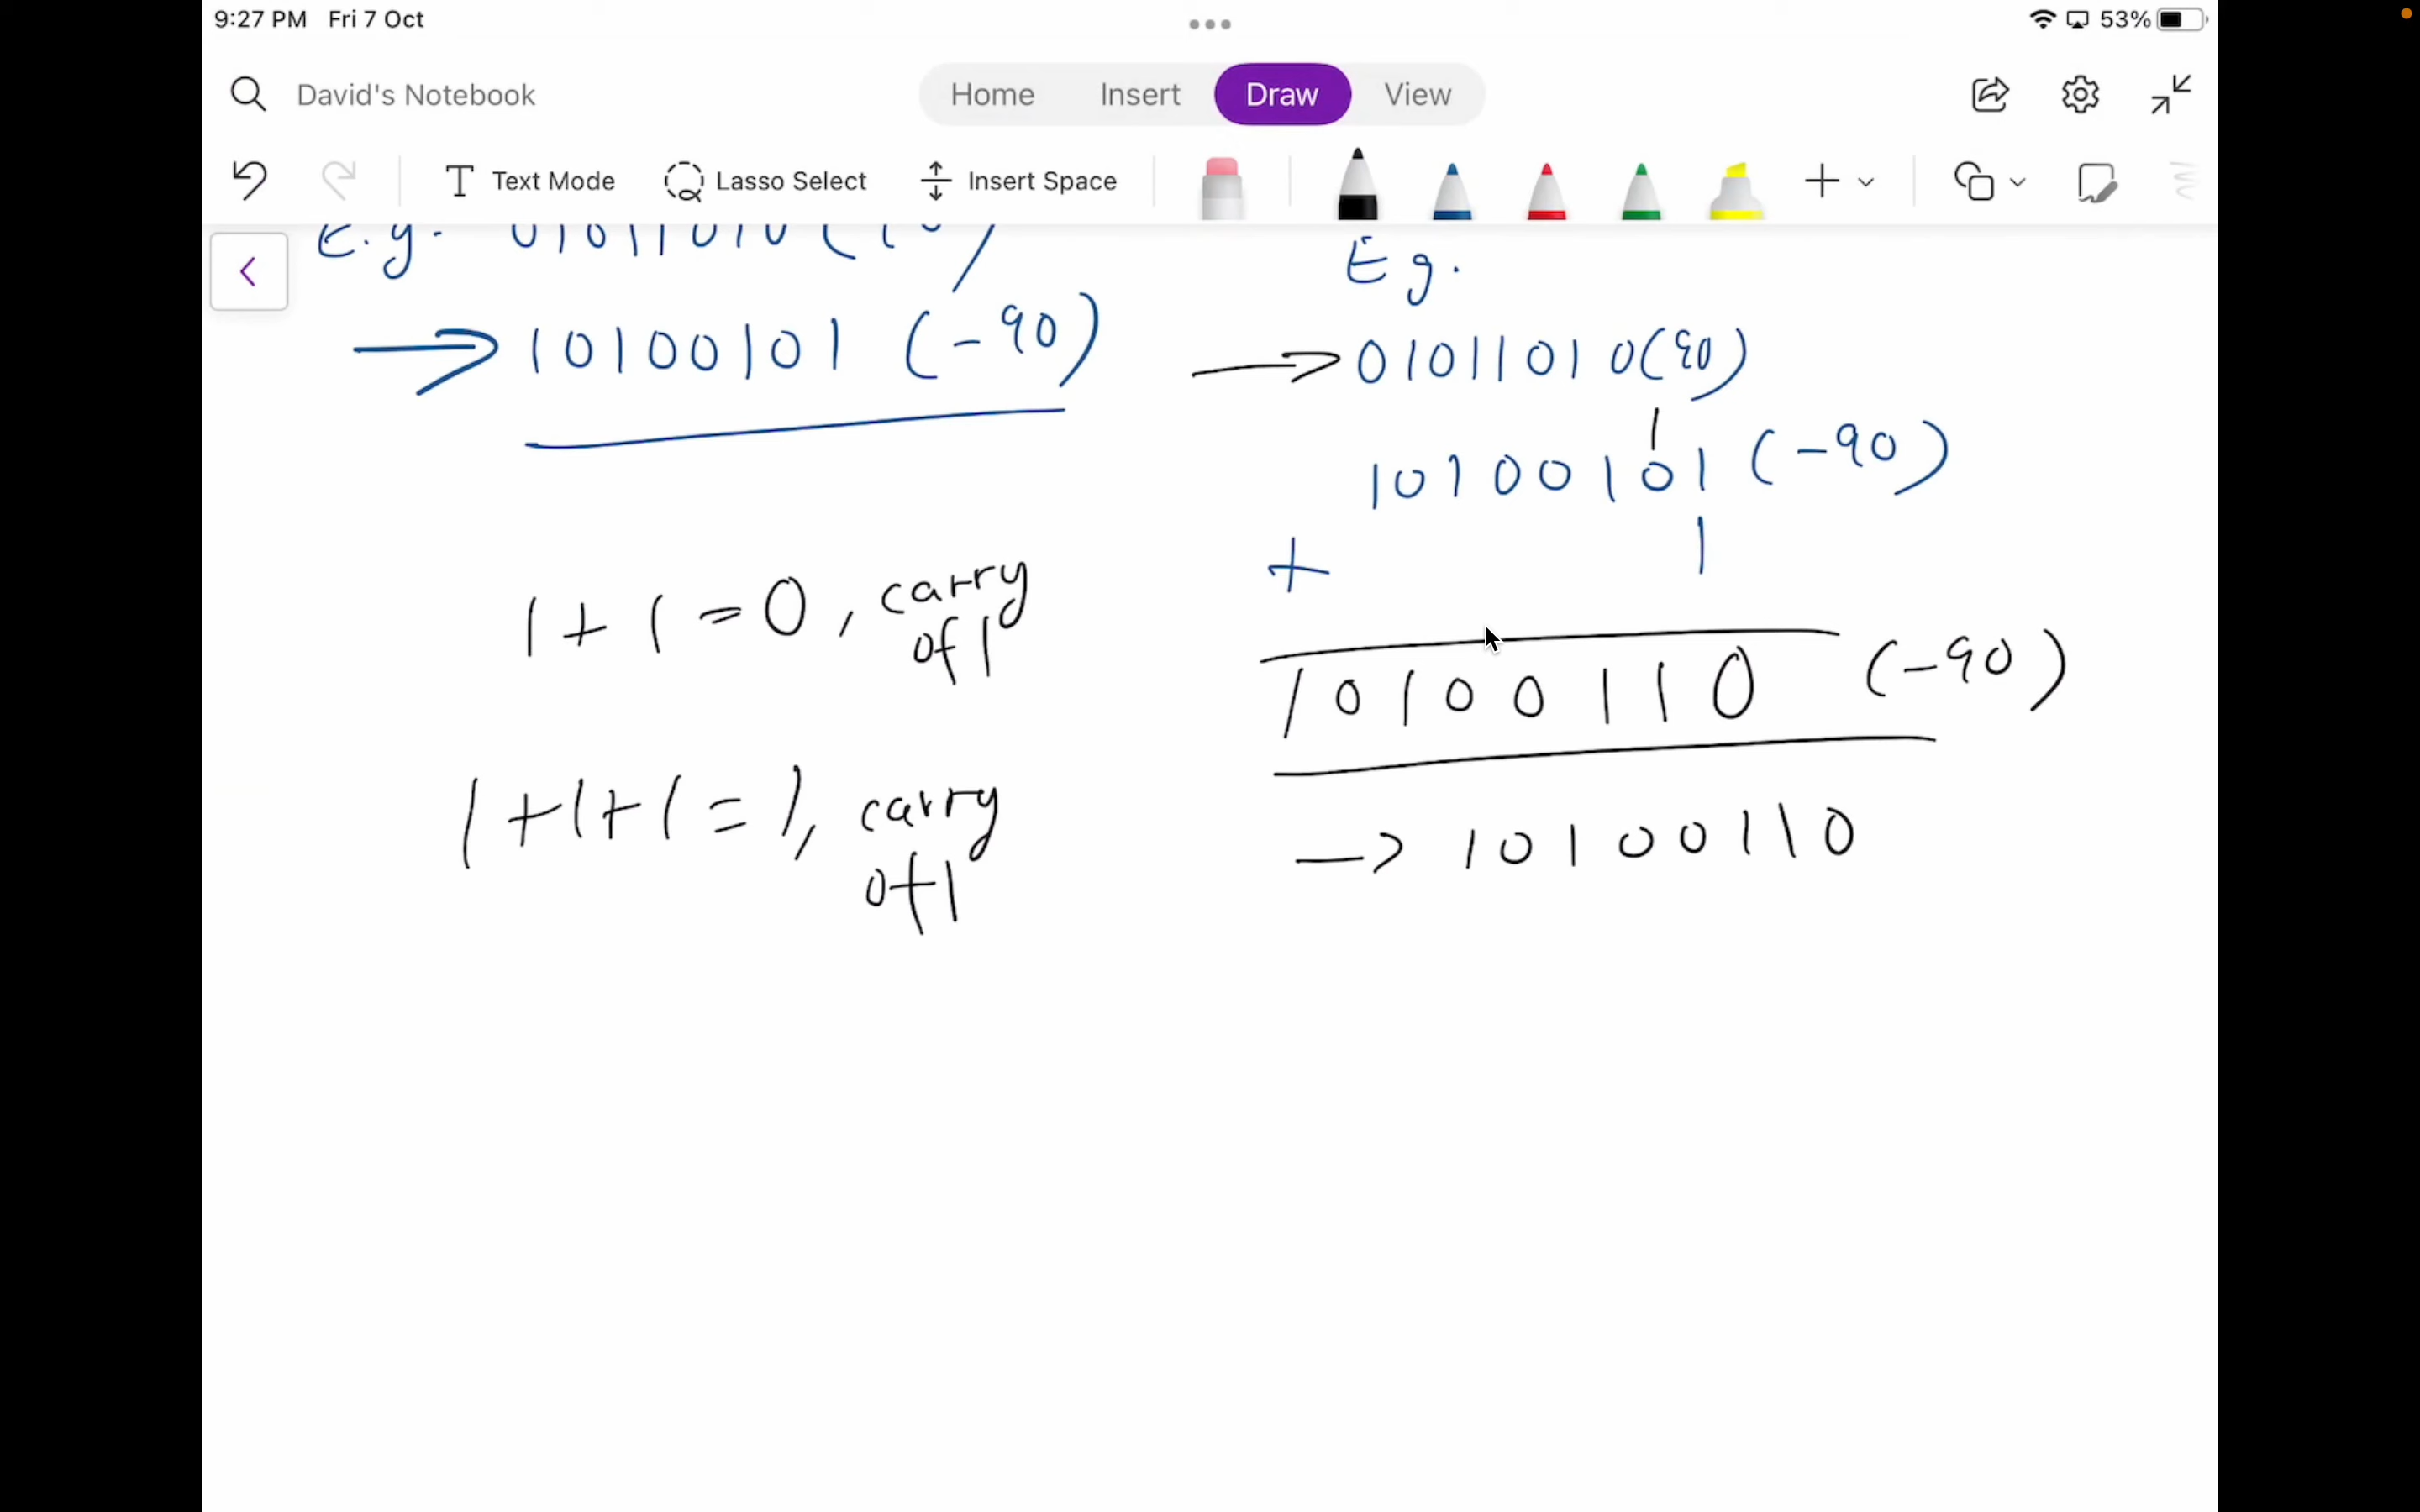 9:27 PM Fri 7 Oct
53%
David's Notebook
Home Insert Draw View
Text Mode Lasso Select Insert Space
E.g. 01011010 (
→ 10100101 (-90)
1+1=0, carry
of 1
1+1+1=1, carry
of 1
Eg.
→ 01011010(90)
1
10100101 (-90)
+ 1
10100110 (-90)
→ 10100110